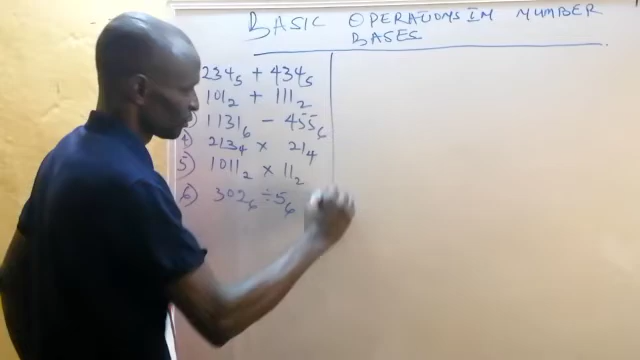 BASIC OPERATIONS IN NUMBER
BASES
234₅ + 434₅
101₂ + 111₂
) 1131₆ - 455₆
4) 213₄ × 21₄
5) 1011₂ × 11₂
6) 302₆ ÷ 5₆